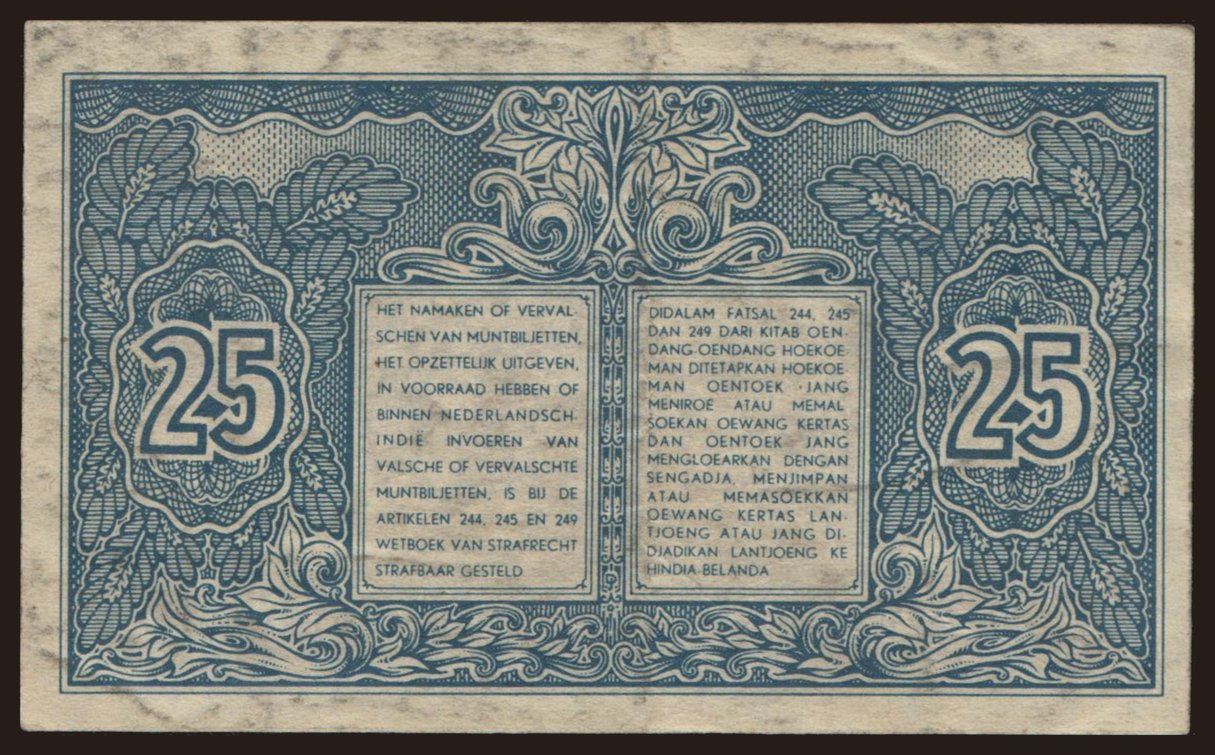 HET NAMAKEN OF VERVAL-
SCHEN VAN MUNTBILJETTEN,
HET OPZETTELIJK UITGEVEN,
IN VOORRAAD HEBBEN OF
BINNEN NEDERLANDSCH-
INDIË INVOEREN VAN
VALSCHE OF VERVALSCHTE
MUNTBILJETTEN, IS BIJ DE
ARTIKELEN 244, 245 EN 249
WETBOEK VAN STRAFRECHT
STRAFBAAR GESTELD
DIDALAM FATSAL 244, 245
DAN 249 DARI KITAB OEN-
DANG-OENDANG HOEKOE-
MAN DITETAPKAN HOEKOE-
MAN OENTOEK JANG
MENIROE ATAU MEMAL-
SOEKAN OEWANG KERTAS
DAN OENTOEK JANG
MENGLOEARKAN DENGAN
SENGADJA, MENJIMPAN
ATAU MEMASOEKKAN
OEWANG KERTAS LAN-
TJOENG ATAU JANG DI-
DJADIKAN LANTJOENG KE
HINDIA-BELANDA
25
25